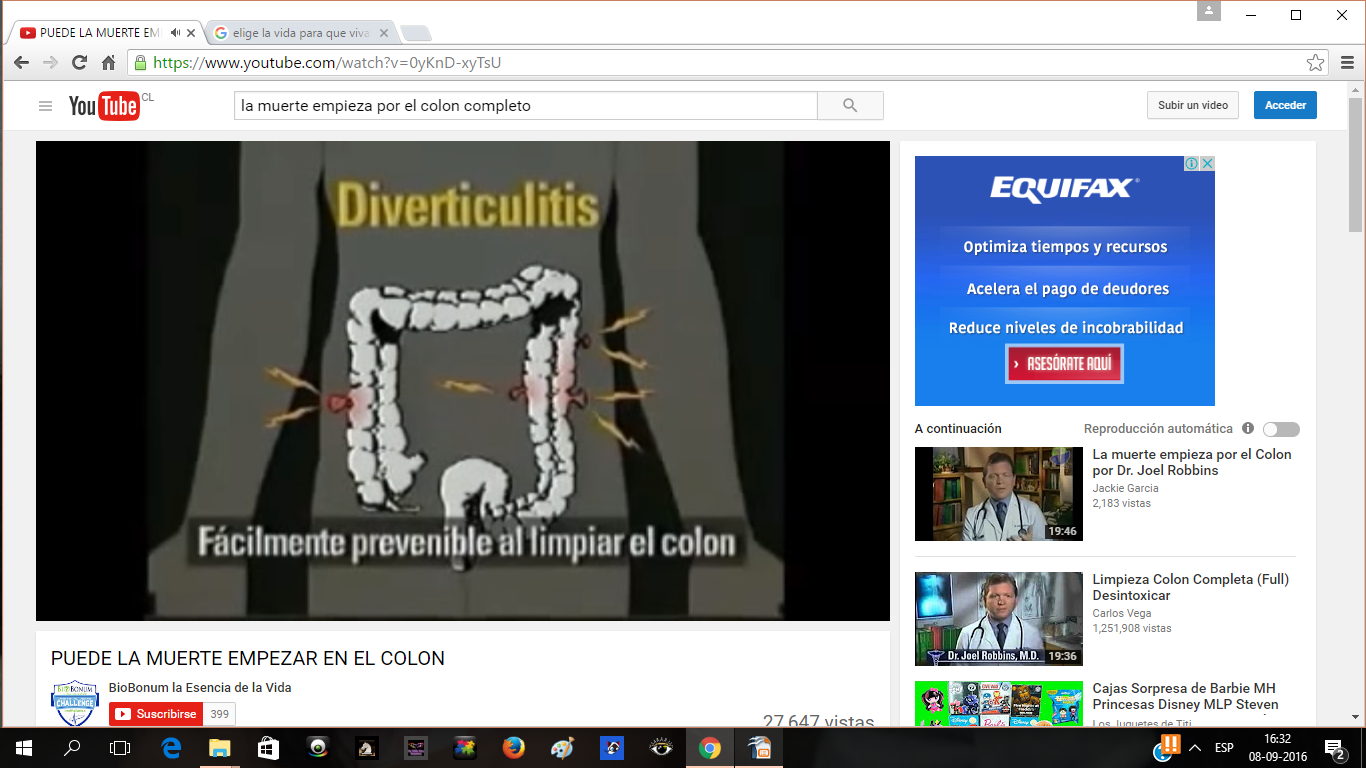 PUEDE LA MUERTE EM
elige la vida para que viva
https://www.youtube.com/watch?v=0yKnD-xyTsU
YouTube CL
la muerte empieza por el colon completo
Subir un video
Acceder
Diverticulitis
Fácilmente prevenible al limpiar el colon
PUEDE LA MUERTE EMPEZAR EN EL COLON
BIOBONUM
CHALLENGE
BioBonum la Esencia de la Vida
Suscribirse 399
27,647 vistas
EQUIFAX®
Optimiza tiempos y recursos
Acelera el pago de deudores
Reduce niveles de incobrabilidad
› ASESÓRATE AQUÍ
A continuación
Reproducción automática
19:46
La muerte empieza por el Colon
por Dr. Joel Robbins
Jackie Garcia
2,183 vistas
Dr. Joel Robbins, M.D. 19:36
Limpieza Colon Completa (Full)
Desintoxicar
Carlos Vega
1,251,908 vistas
Cajas Sorpresa de Barbie MH
Princesas Disney MLP Steven
Los Juguetes de Titi
ESP
16:32
08-09-2016
2